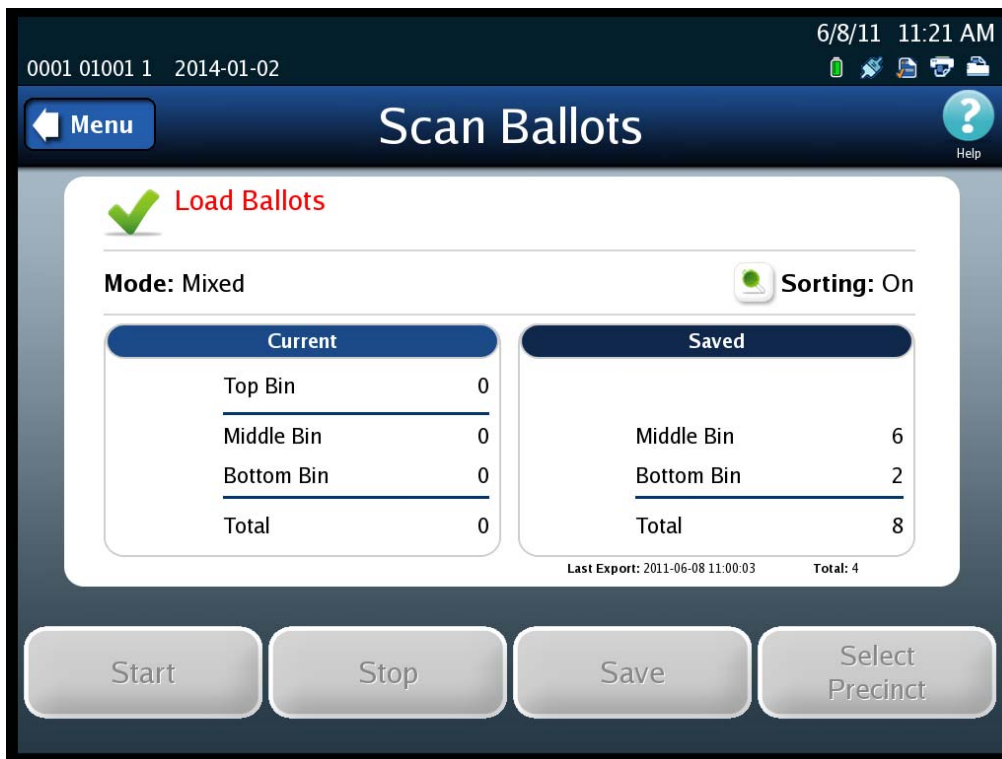 6/8/11 11:21 AM
0001 01001 1 2014-01-02
Menu
Scan Ballots
?
Help
Load Ballots
Mode: Mixed
Sorting: On
Current
Top Bin 0
Middle Bin 0
Bottom Bin 0
Total 0
Saved
Middle Bin 6
Bottom Bin 2
Total 8
Last Export: 2011-06-08 11:00:03 Total: 4
Start
Stop
Save
Select
Precinct